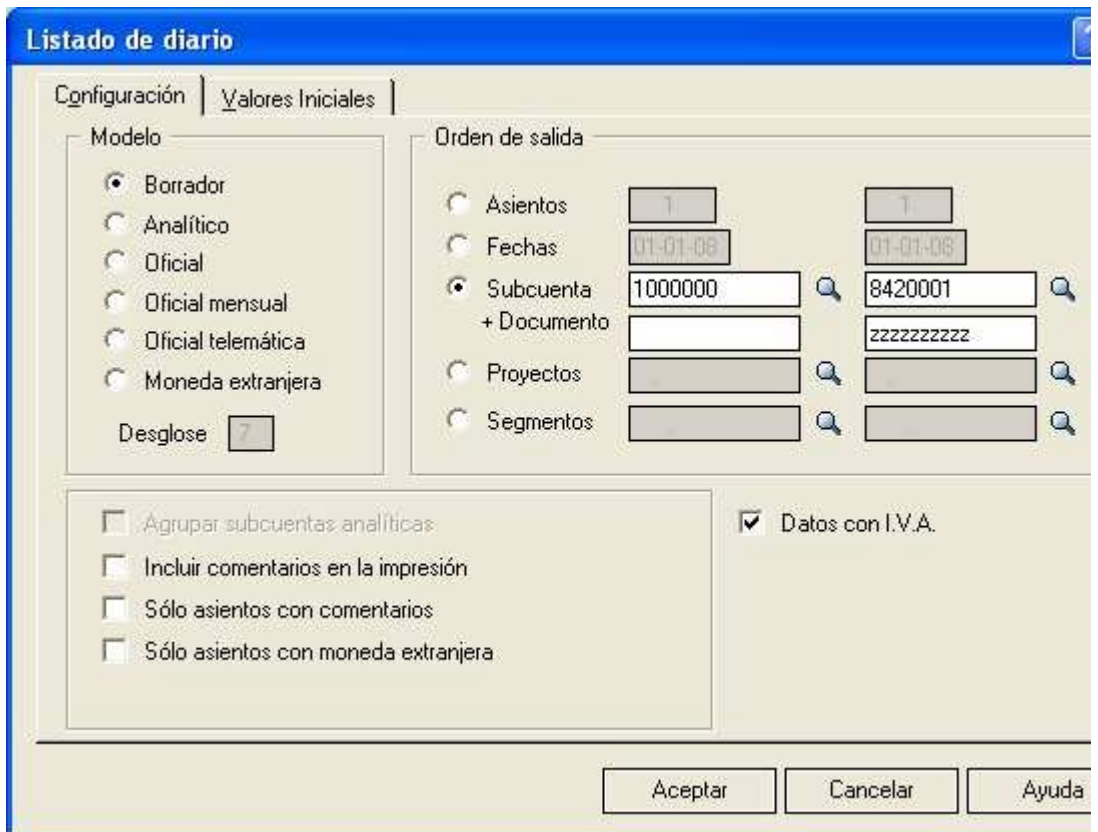 Listado de diario
?
Configuración
Valores Iniciales
Modelo
Borrador
Analítico
Oficial
Oficial mensual
Oficial telemática
Moneda extranjera
Desglose 7
Orden de salida
Asientos 1 1
Fechas 01-01-08 01-01-08
Subcuenta 1000000 8420001
+ Documento zzzzzzzzzz
Proyectos . .
Segmentos . .
Agrupar subcuentas analíticas
Incluir comentarios en la impresión
Sólo asientos con comentarios
Sólo asientos con moneda extranjera
Datos con I.V.A.
Aceptar
Cancelar
Ayuda